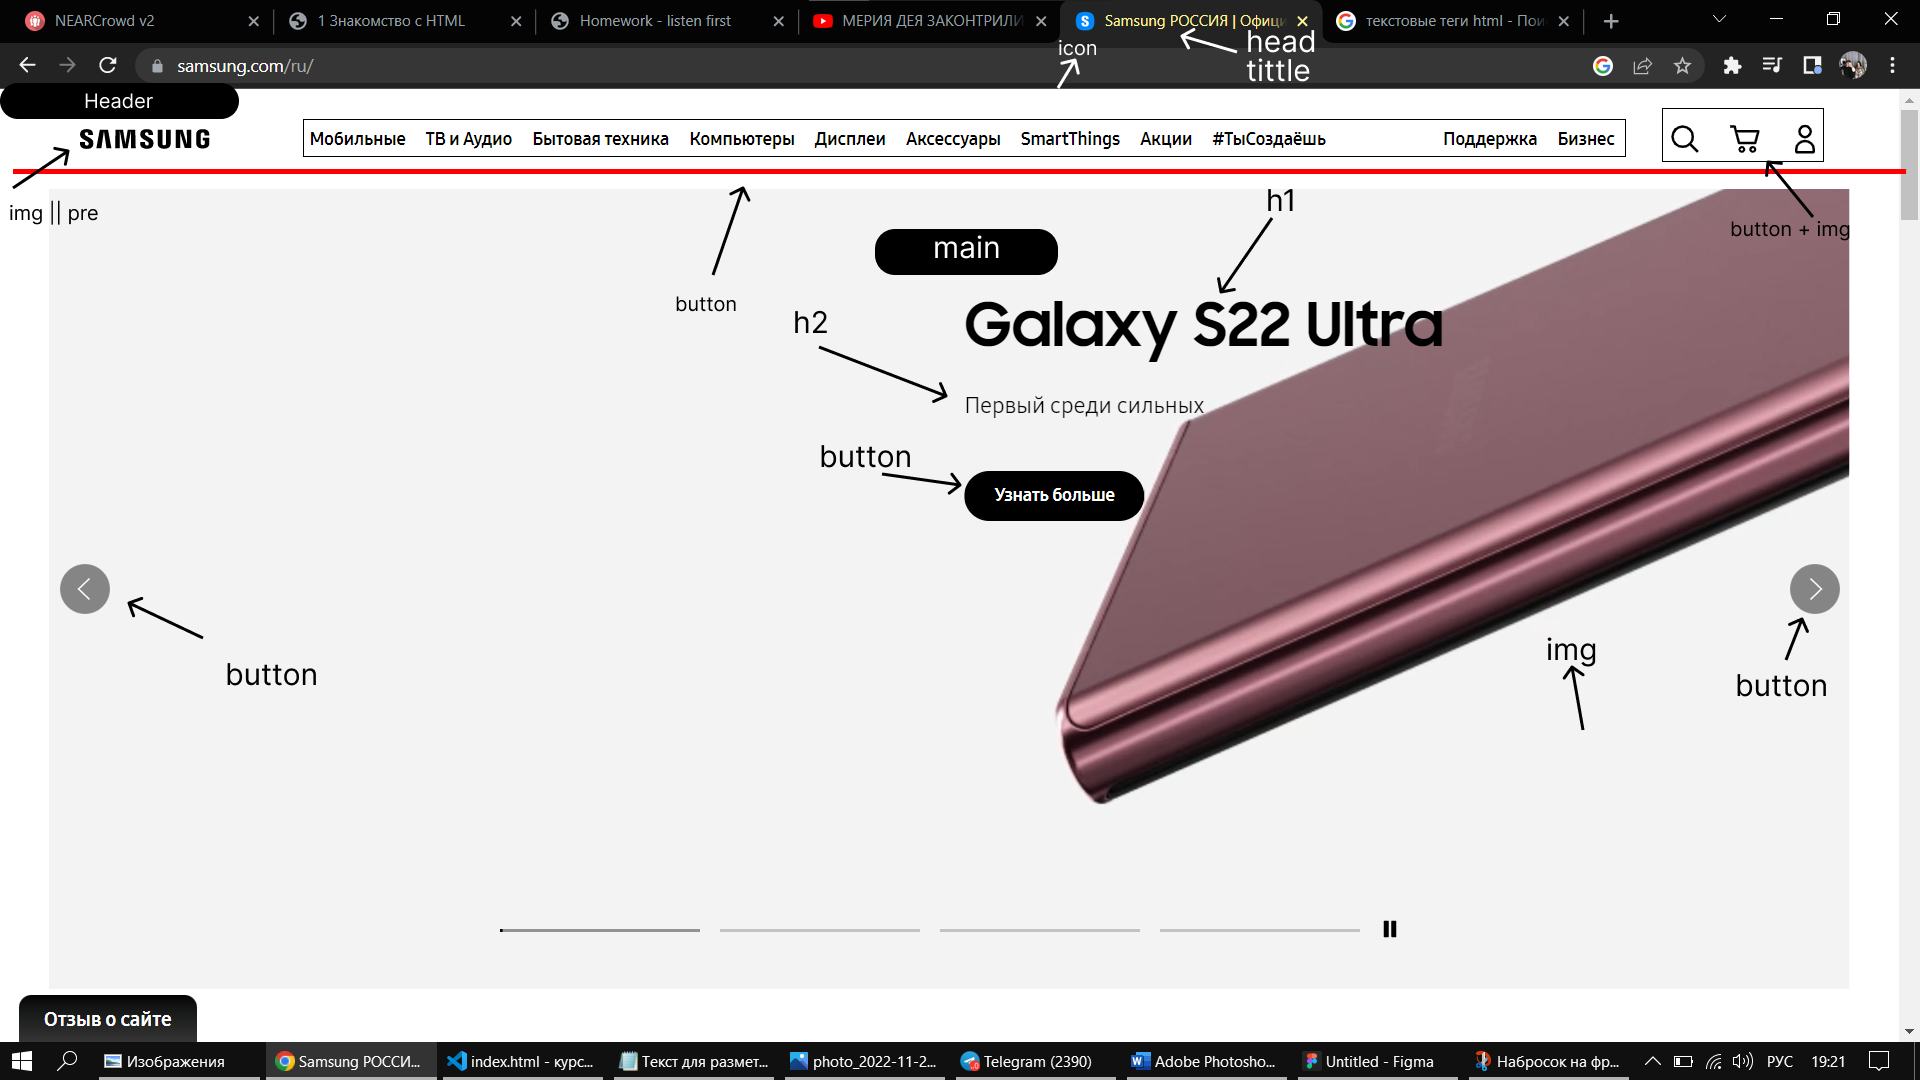 NEARCrowd v2
1 Знакомство с HTML
Homework - listen first
МЕРИЯ ДЕЯ ЗАКОНТРИЛИ
Samsung РОССИЯ | Офици
текстовые теги html - Пои
icon
head
tittle
samsung.com/ru/
Header
SAMSUNG
Мобильные ТВ и Аудио Бытовая техника Компьютеры Дисплеи Аксессуары SmartThings Акции #ТыСоздаёшь Поддержка Бизнес
img || pre
h1
button + img
main
button
h2
Galaxy S22 Ultra
Первый среди сильных
button
Узнать больше
button
img
button
Отзыв о сайте
Изображения
Samsung РОССИ...
index.html - курс...
Текст для размет...
photo_2022-11-2...
Telegram (2390)
Adobe Photosho...
Untitled - Figma
Набросок на фр...
РУС
19:21